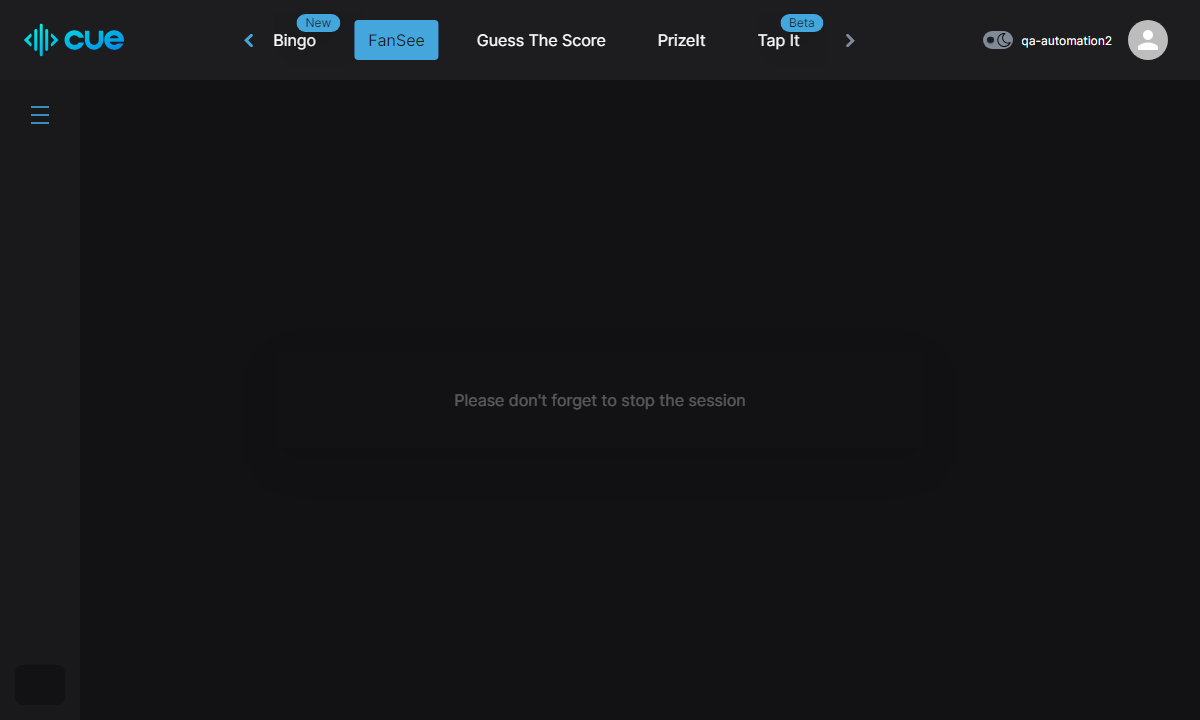 cue
New
Bingo
FanSee
Guess The Score
PrizeIt
Beta
Tap It
qa-automation2
Please don't forget to stop the session